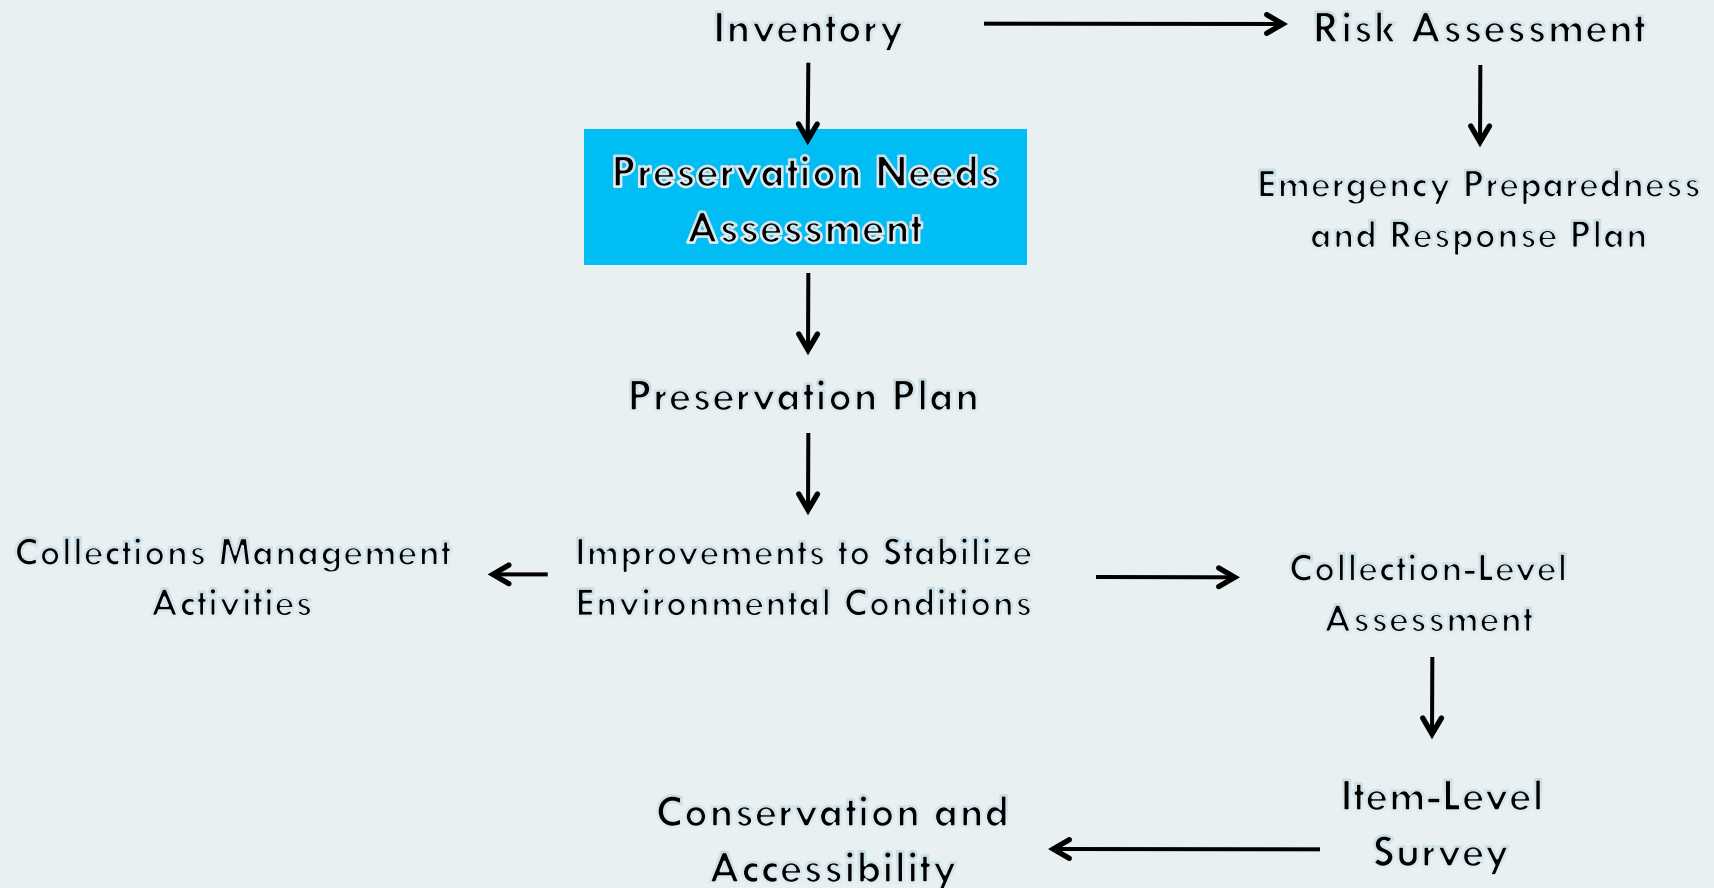 Inventory
Risk Assessment
Preservation Needs
Assessment
Emergency Preparedness
and Response Plan
Preservation Plan
Collections Management
Activities
Improvements to Stabilize
Environmental Conditions
Collection-Level
Assessment
Item-Level
Survey
Conservation and
Accessibility